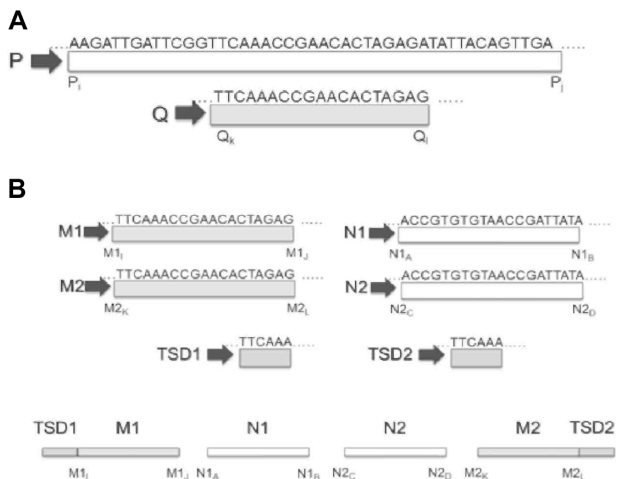 A
AAGATTGATTCGGTTCAAACCGAACACTAGAGATATTACAGTTGA
P
Pi Pj
TTCAAACCGAACACTAGAG
Q
Qk Ql
B
TTCAAACCGAACACTAGAG ACCGTGTGTAACCGATTATA
M1 N1
M1I M1J N1A N1B
TTCAAACCGAACACTAGAG ACCGTGTGTAACCGATTATA
M2 N2
M2K M2L N2C N2D
TTCAAA TTCAAA
TSD1 TSD2
TSD1 M1 N1 N2 M2 TSD2
M1I M1J N1A N1B N2C N2D M2K M2L